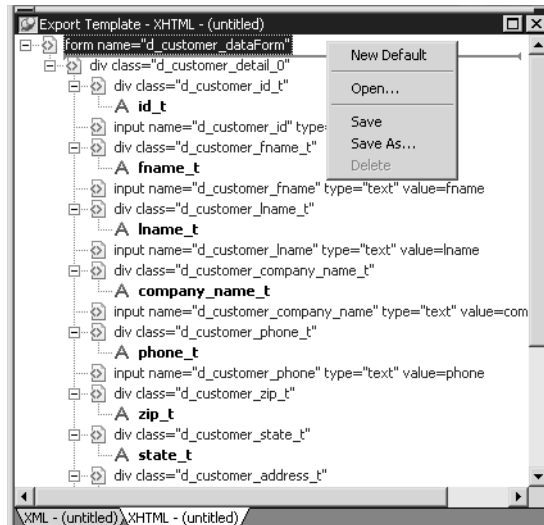 Export Template - XHTML - (untitled)
form name="d_customer_dataForm"
div class="d_customer_detail_0"
div class="d_customer_id_t"
A id_t
input name="d_customer_id" type=
div class="d_customer_fname_t"
A fname_t
input name="d_customer_fname" type="text" value=fname
div class="d_customer_lname_t"
A lname_t
input name="d_customer_lname" type="text" value=lname
div class="d_customer_company_name_t"
A company_name_t
input name="d_customer_company_name" type="text" value=com
div class="d_customer_phone_t"
A phone_t
input name="d_customer_phone" type="text" value=phone
div class="d_customer_zip_t"
A zip_t
div class="d_customer_state_t"
A state_t
div class="d_customer_address_t"
New Default
Open...
Save
Save As...
Delete
XML - (untitled) XHTML - (untitled)